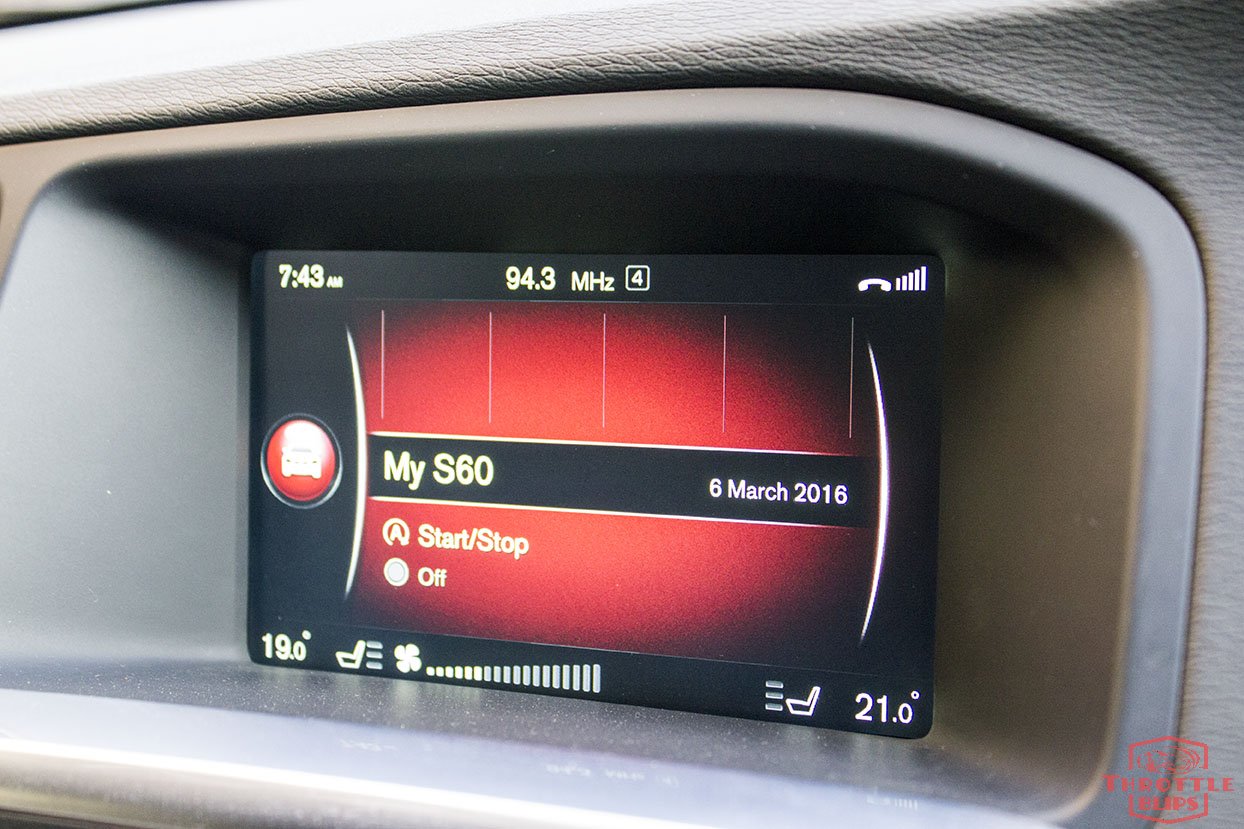 7:43 AM
94.3 MHz 4
My S60
6 March 2016
Start/Stop
Off
19.0°
21.0°
THROTTLE
BLIPS